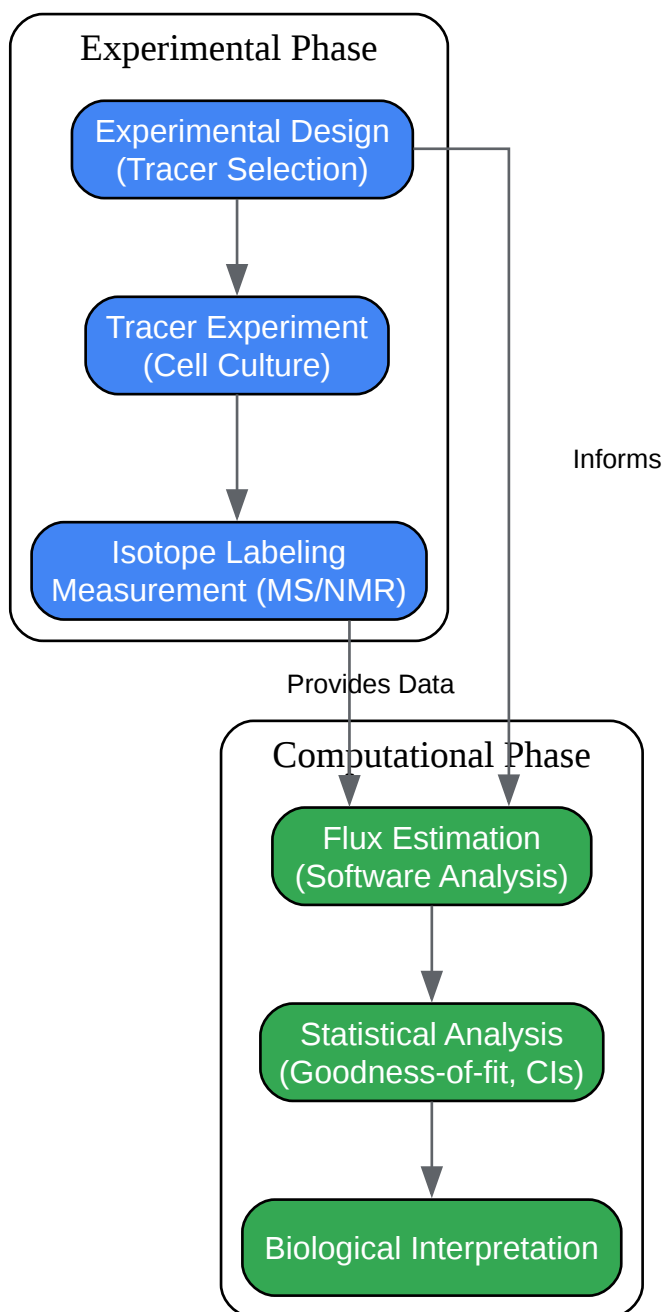 Experimental Phase
Experimental Design
(Tracer Selection)
Tracer Experiment
(Cell Culture)
Informs
Isotope Labeling
Measurement (MS/NMR)
Provides Data
Computational Phase
Flux Estimation
(Software Analysis)
Statistical Analysis
(Goodness-of-fit, CIs)
Biological Interpretation